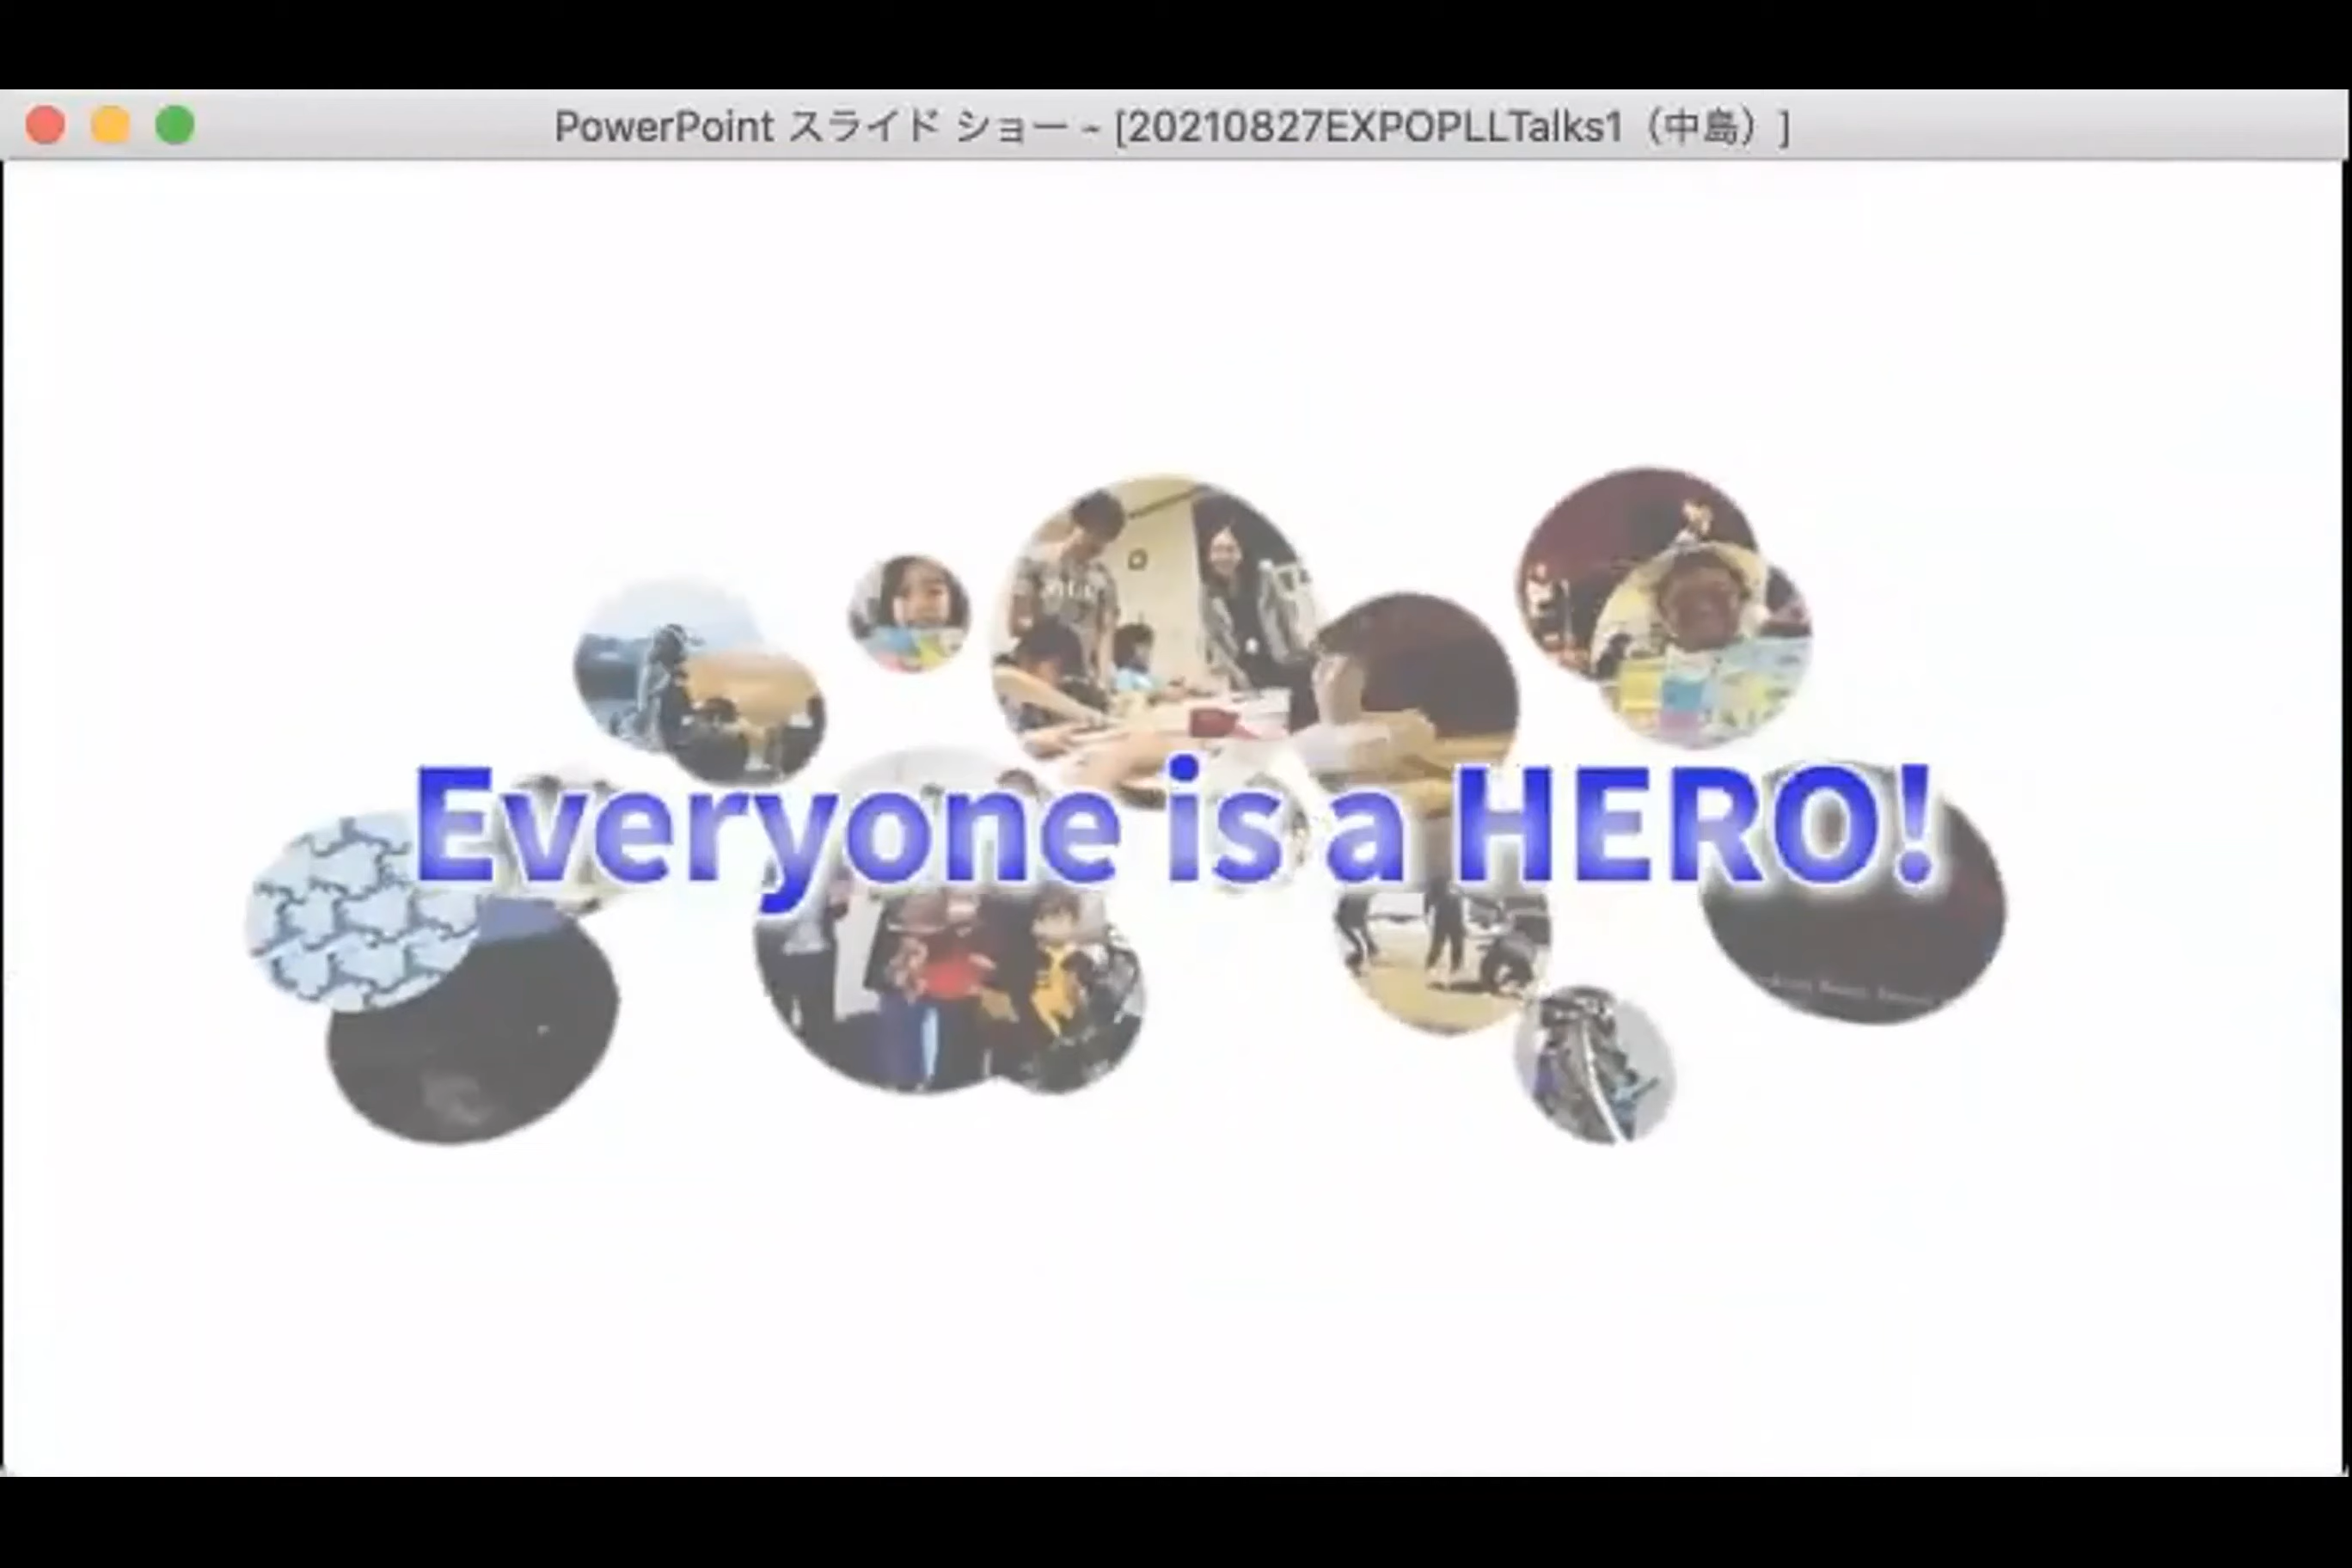 PowerPoint スライド ショー - [20210827EXPOPLLTalks1（中島）]
Everyone is a HERO!